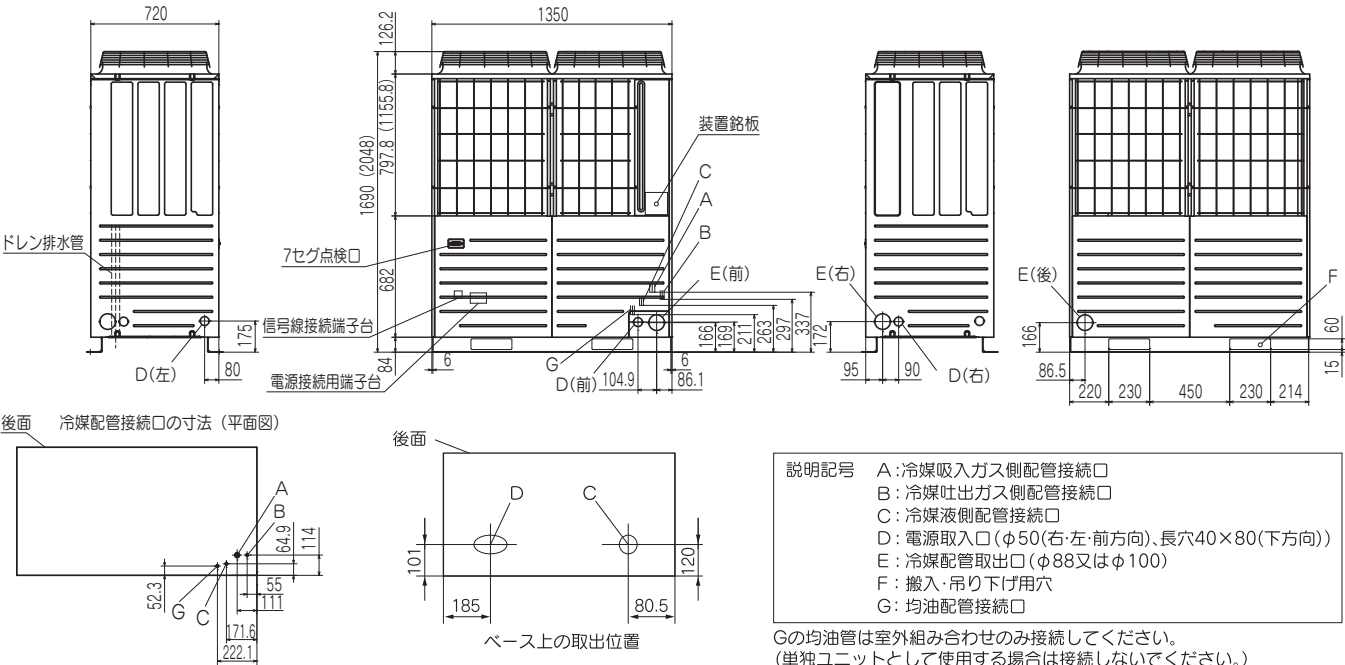 720
1350
126.2
1690 (2048)
797.8 (1155.8)
682
84
装置銘板
C
A
B
E(前)
7セグ点検口
信号線接続端子台
電源接続用端子台
ドレン排水管
D(左)
175
80
6
G
D(前)
104.9
6
86.1
166
169
211
263
297
337
E(右)
172
95
90
D(右)
E(後)
F
166
86.5
220
230
450
230
214
60
15
後面 冷媒配管接続口の寸法（平面図）
A
B
64.9
114
52.3
G
C
55
111
171.6
222.1
後面
D
C
101
120
185
80.5
ベース上の取出位置
説明記号 A:冷媒吸入ガス側配管接続口
B:冷媒吐出ガス側配管接続口
C:冷媒液側配管接続口
D:電源取入口(φ50(右·左·前方向)、長穴40×80(下方向))
E:冷媒配管取出口(φ88又はφ100)
F:搬入·吊り下げ用穴
G:均油配管接続口
Gの均油管は室外組み合わせのみ接続してください。
(単独ユニットとして使用する場合は接続しないでください。)